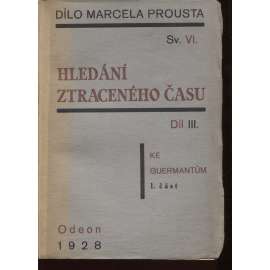 DÍLO MARCELA PROUSTA
Sv. VI.
HLEDÁNÍ
ZTRACENÉHO ČASU
Díl III.
KE
GUERMANTŮM
I. část
Odeon
1928